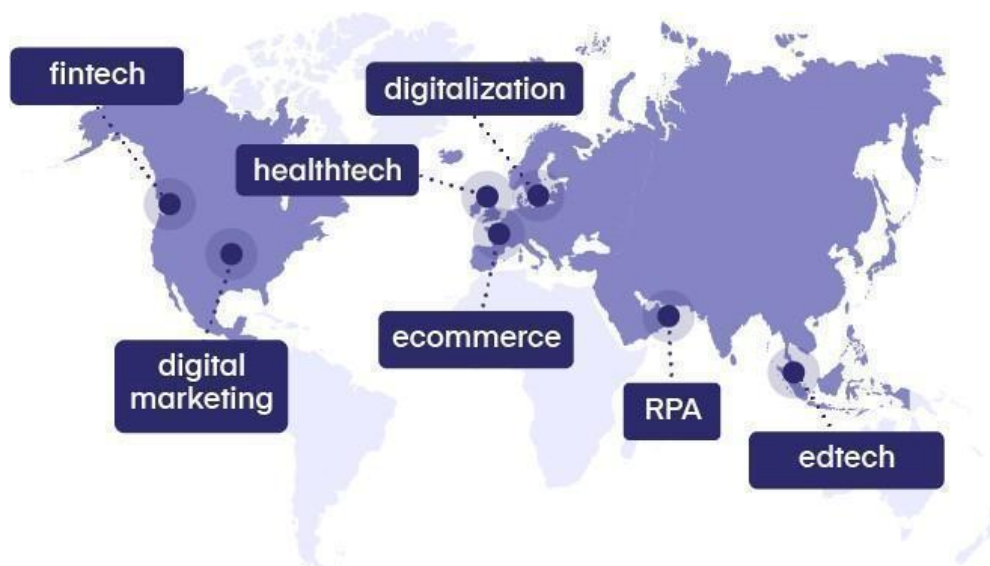 fintech
digitalization
healthtech
ecommerce
digital
marketing
RPA
edtech